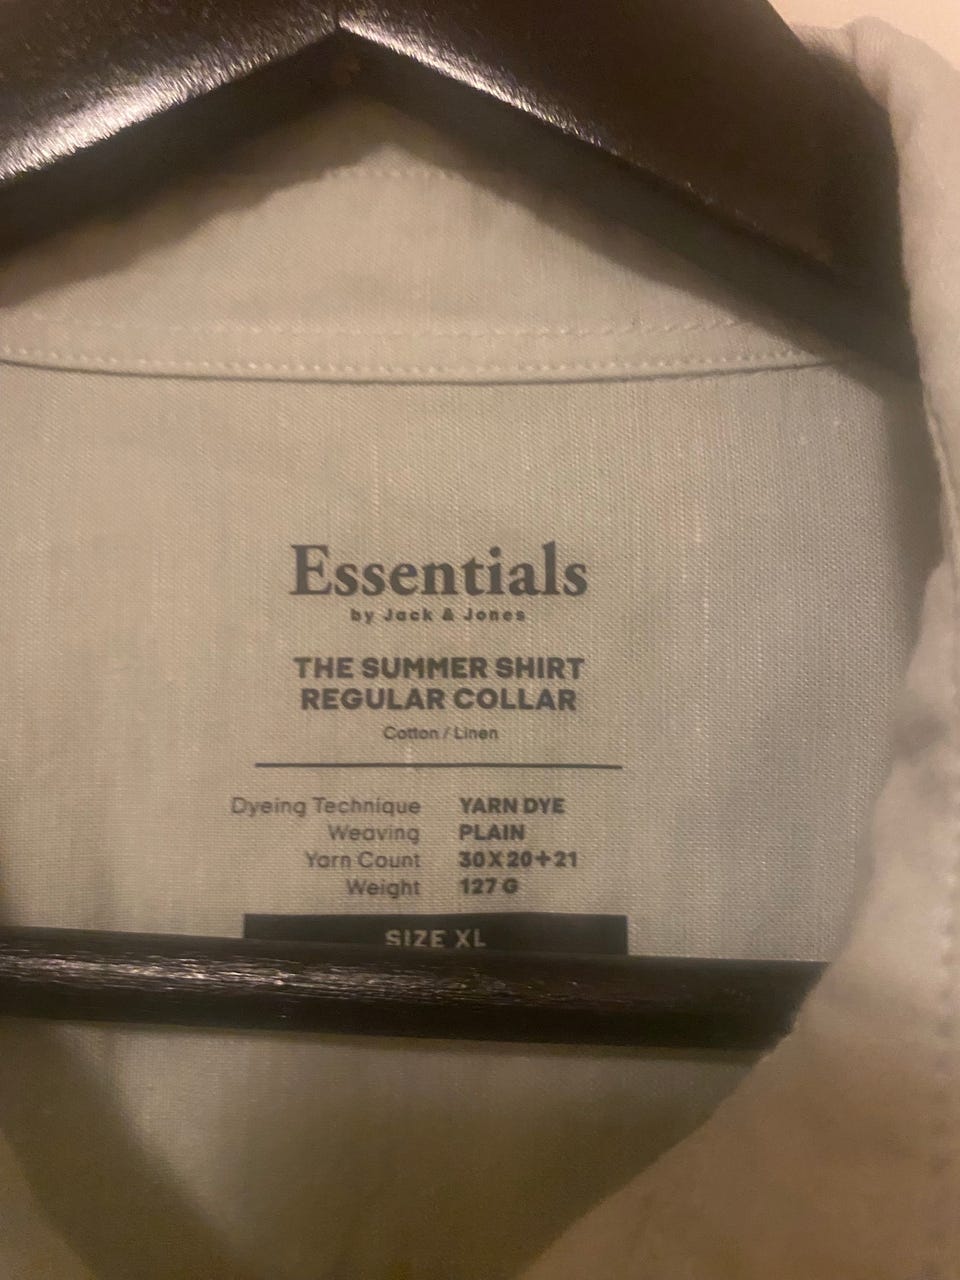 Essentials
by Jack & Jones
THE SUMMER SHIRT
REGULAR COLLAR
Cotton / Linen
Dyeing Technique YARN DYE
Weaving PLAIN
Yarn Count 30X20+21
Weight 127 G
SIZE XL